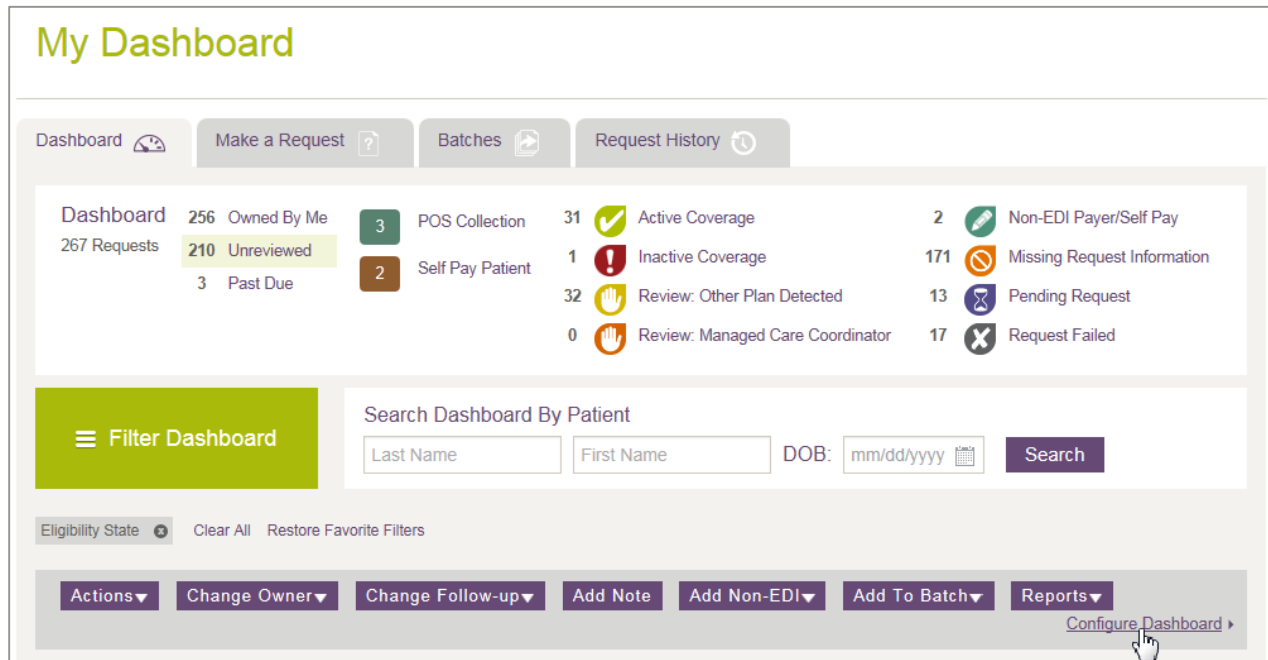 My Dashboard
Dashboard
Make a Request ?
Batches
Request History
Dashboard
267 Requests
256 Owned By Me
210 Unreviewed
3 Past Due
3 POS Collection
2 Self Pay Patient
31 Active Coverage
1 Inactive Coverage
32 Review: Other Plan Detected
0 Review: Managed Care Coordinator
2 Non-EDI Payer/Self Pay
171 Missing Request Information
13 Pending Request
17 Request Failed
Filter Dashboard
Search Dashboard By Patient
Last Name First Name DOB: mm/dd/yyyy Search
Eligibility State Clear All Restore Favorite Filters
Actions Change Owner Change Follow-up Add Note Add Non-EDI Add To Batch Reports
Configure Dashboard